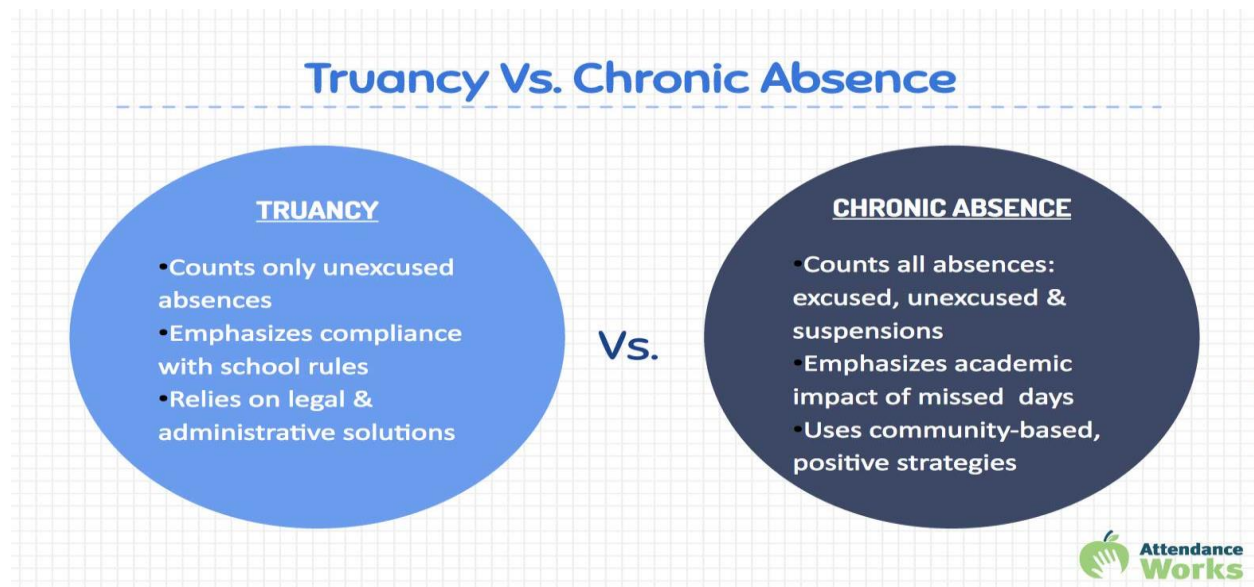 Truancy Vs. Chronic Absence
TRUANCY
•Counts only unexcused
absences
•Emphasizes compliance
with school rules
•Relies on legal &
administrative solutions
Vs.
CHRONIC ABSENCE
•Counts all absences:
excused, unexcused &
suspensions
•Emphasizes academic
impact of missed  days
•Uses community-based,
positive strategies
Attendance
Works